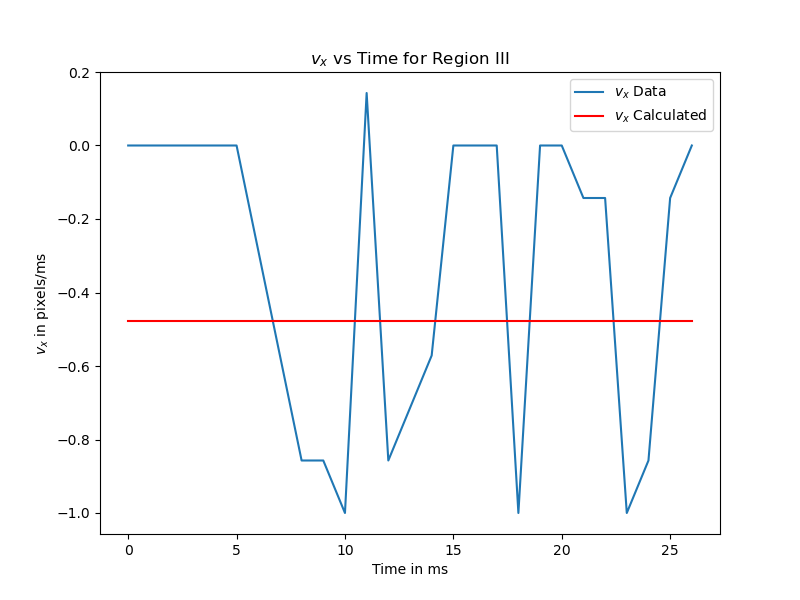 v_x vs Time for Region III
v_x Data
v_x Calculated
0.2
0.0
−0.2
−0.4
−0.6
−0.8
−1.0
v_x in pixels/ms
0 5 10 15 20 25
Time in ms